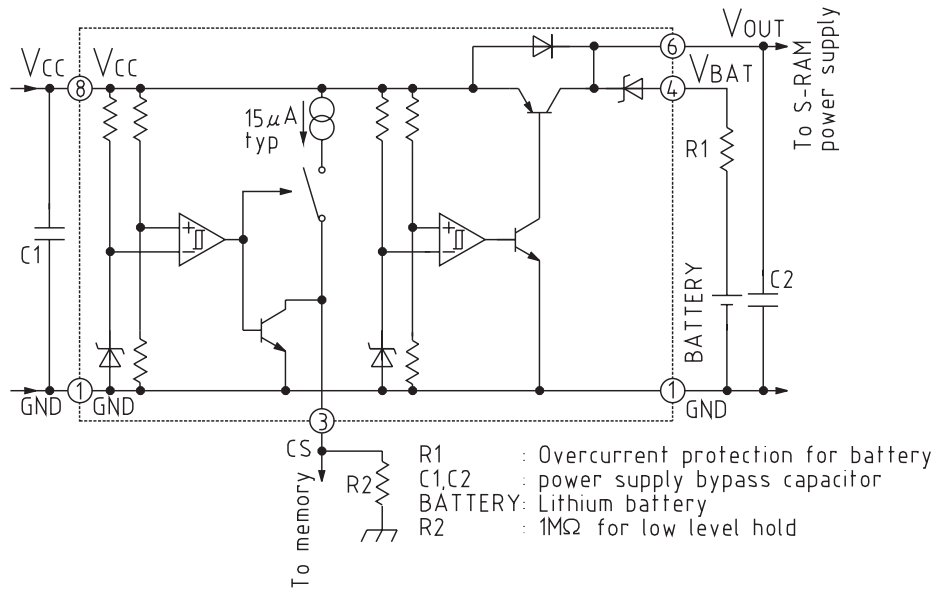 VOUT
6
VCC
VCC
8
VBAT
4
To S-RAM
power supply
15μA
typ
R1
+
−
+
−
C1
BATTERY
C2
1
GND
GND
1
GND
3
CS
R2
To memory
R1 : Overcurrent protection for battery
C1,C2 : power supply bypass capacitor
BATTERY: Lithium battery
R2 : 1MΩ for low level hold